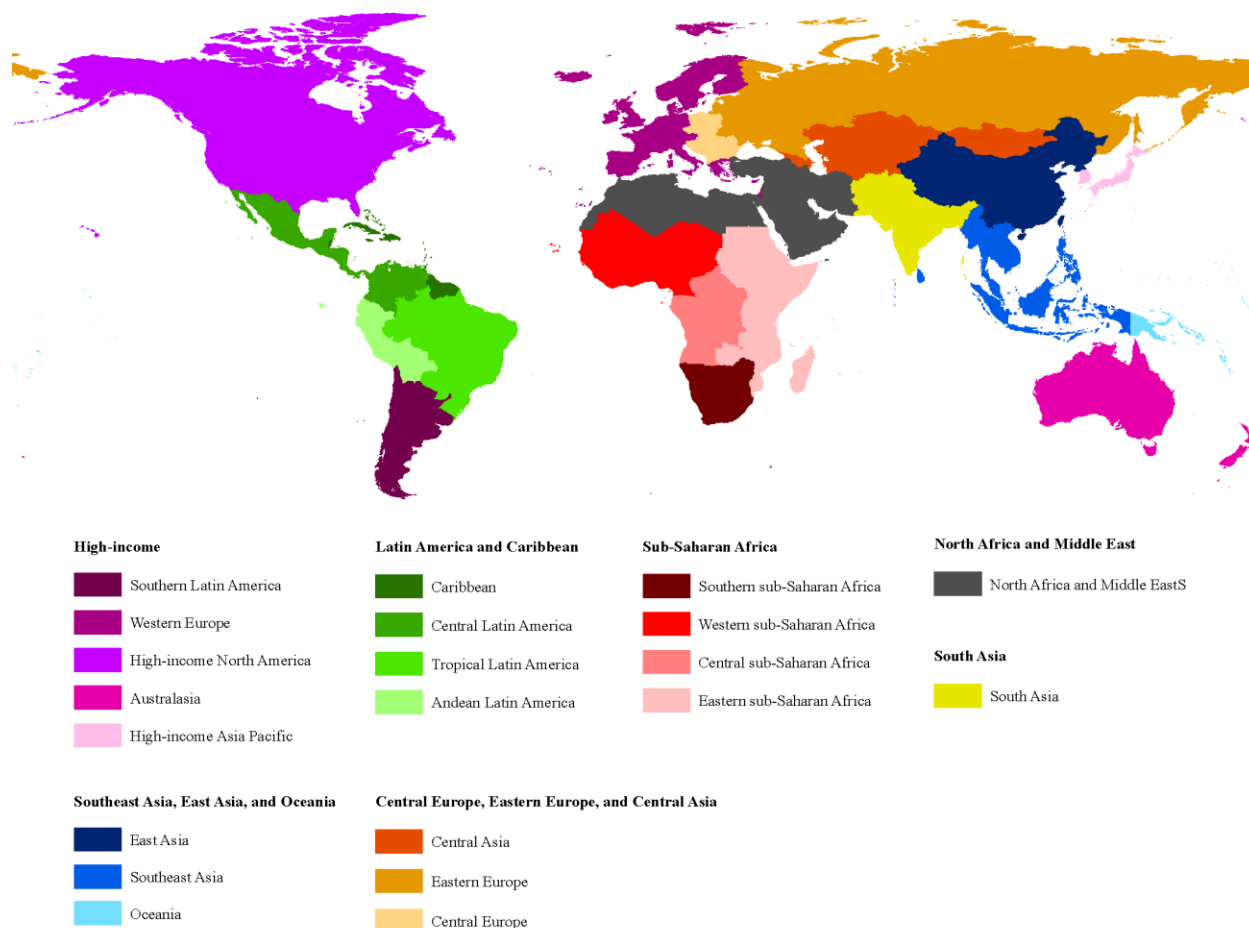 High-income
Southern Latin America
Western Europe
High-income North America
Australasia
High-income Asia Pacific
Latin America and Caribbean
Caribbean
Central Latin America
Tropical Latin America
Andean Latin America
Sub-Saharan Africa
Southern sub-Saharan Africa
Western sub-Saharan Africa
Central sub-Saharan Africa
Eastern sub-Saharan Africa
North Africa and Middle East
North Africa and Middle EastS
South Asia
South Asia
Southeast Asia, East Asia, and Oceania
East Asia
Southeast Asia
Oceania
Central Europe, Eastern Europe, and Central Asia
Central Asia
Eastern Europe
Central Europe